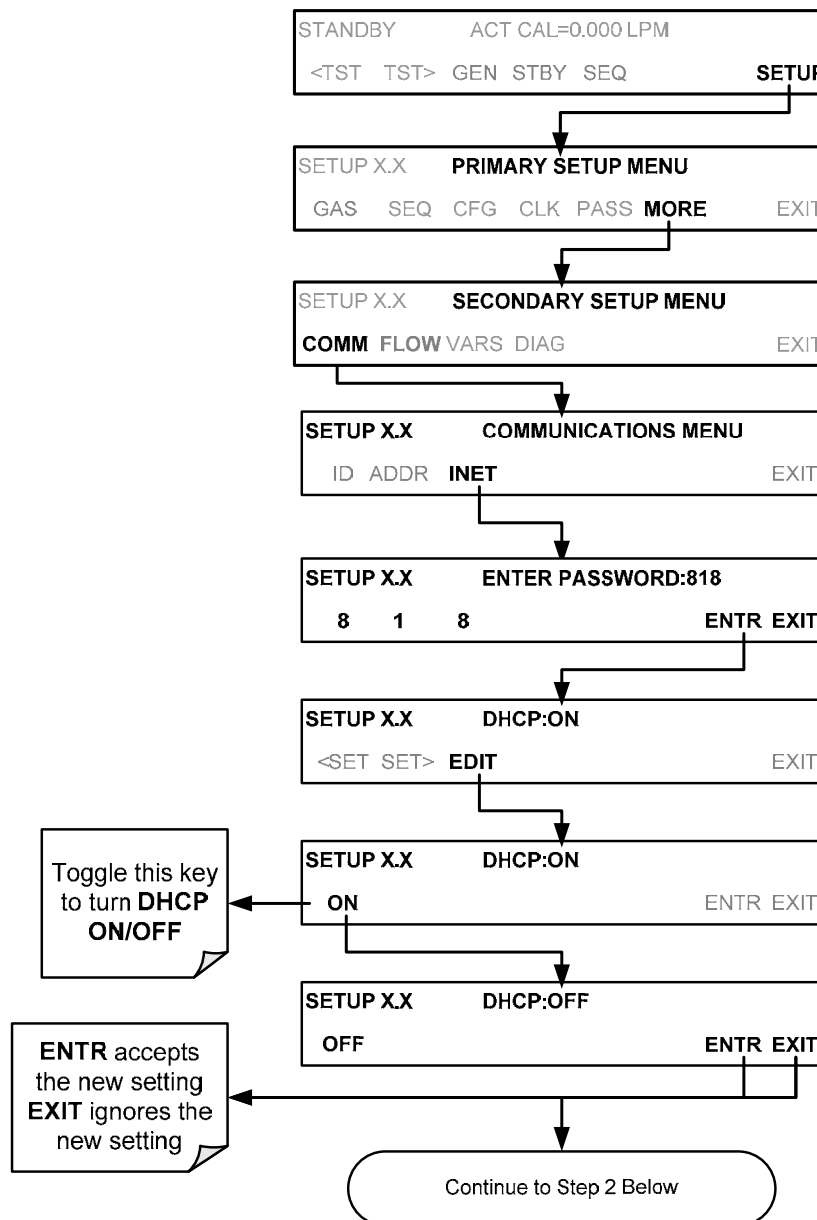 STANDBY ACT CAL=0.000 LPM
<TST TST> GEN STBY SEQ SETUP
SETUP X.X PRIMARY SETUP MENU
GAS SEQ CFG CLK PASS MORE EXIT
SETUP X.X SECONDARY SETUP MENU
COMM FLOW VARS DIAG EXIT
SETUP X.X COMMUNICATIONS MENU
ID ADDR INET EXIT
SETUP X.X ENTER PASSWORD:818
8 1 8 ENTR EXIT
SETUP X.X DHCP:ON
<SET SET> EDIT EXIT
Toggle this key
to turn DHCP
ON/OFF
SETUP X.X DHCP:ON
ON ENTR EXIT
SETUP X.X DHCP:OFF
OFF ENTR EXIT
ENTR accepts
the new setting
EXIT ignores the
new setting
Continue to Step 2 Below